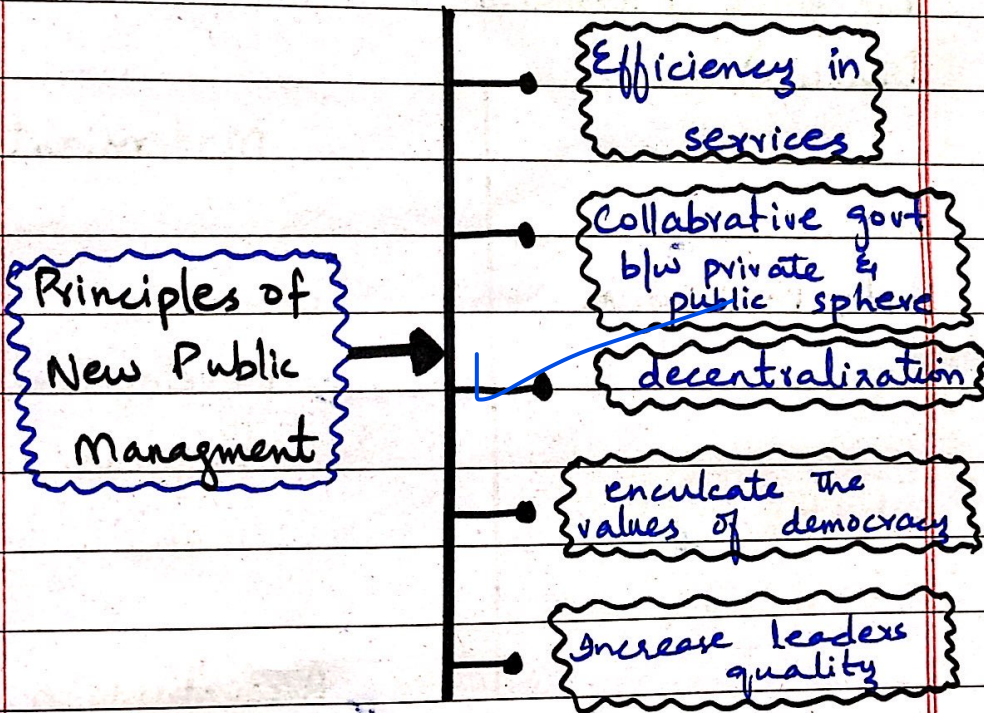 Principles of
New Public
Managment
Efficiency in
services
Collabrative govt
b/w private &
public sphere
decentralization
enculcate the
values of democracy
Increase leaders
quality